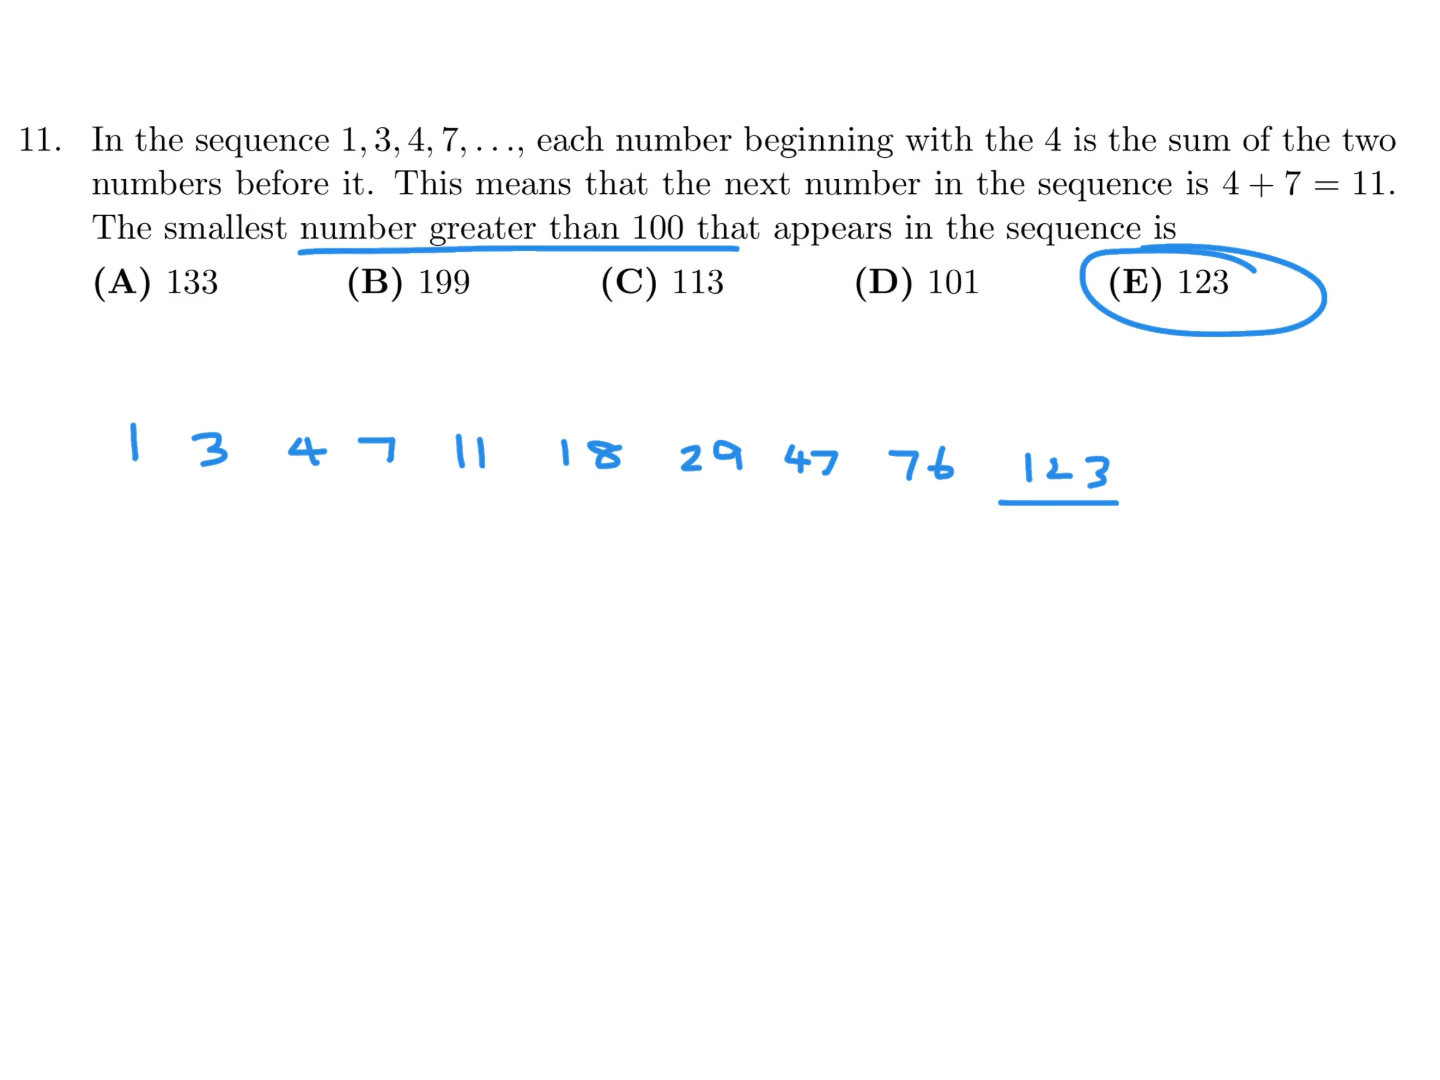 11. In the sequence 1, 3, 4, 7, . . ., each number beginning with the 4 is the sum of the two
numbers before it. This means that the next number in the sequence is 4 + 7 = 11.
The smallest number greater than 100 that appears in the sequence is
(A) 133 (B) 199 (C) 113 (D) 101 (E) 123
1 3 4 7 11 18 29 47 76 123